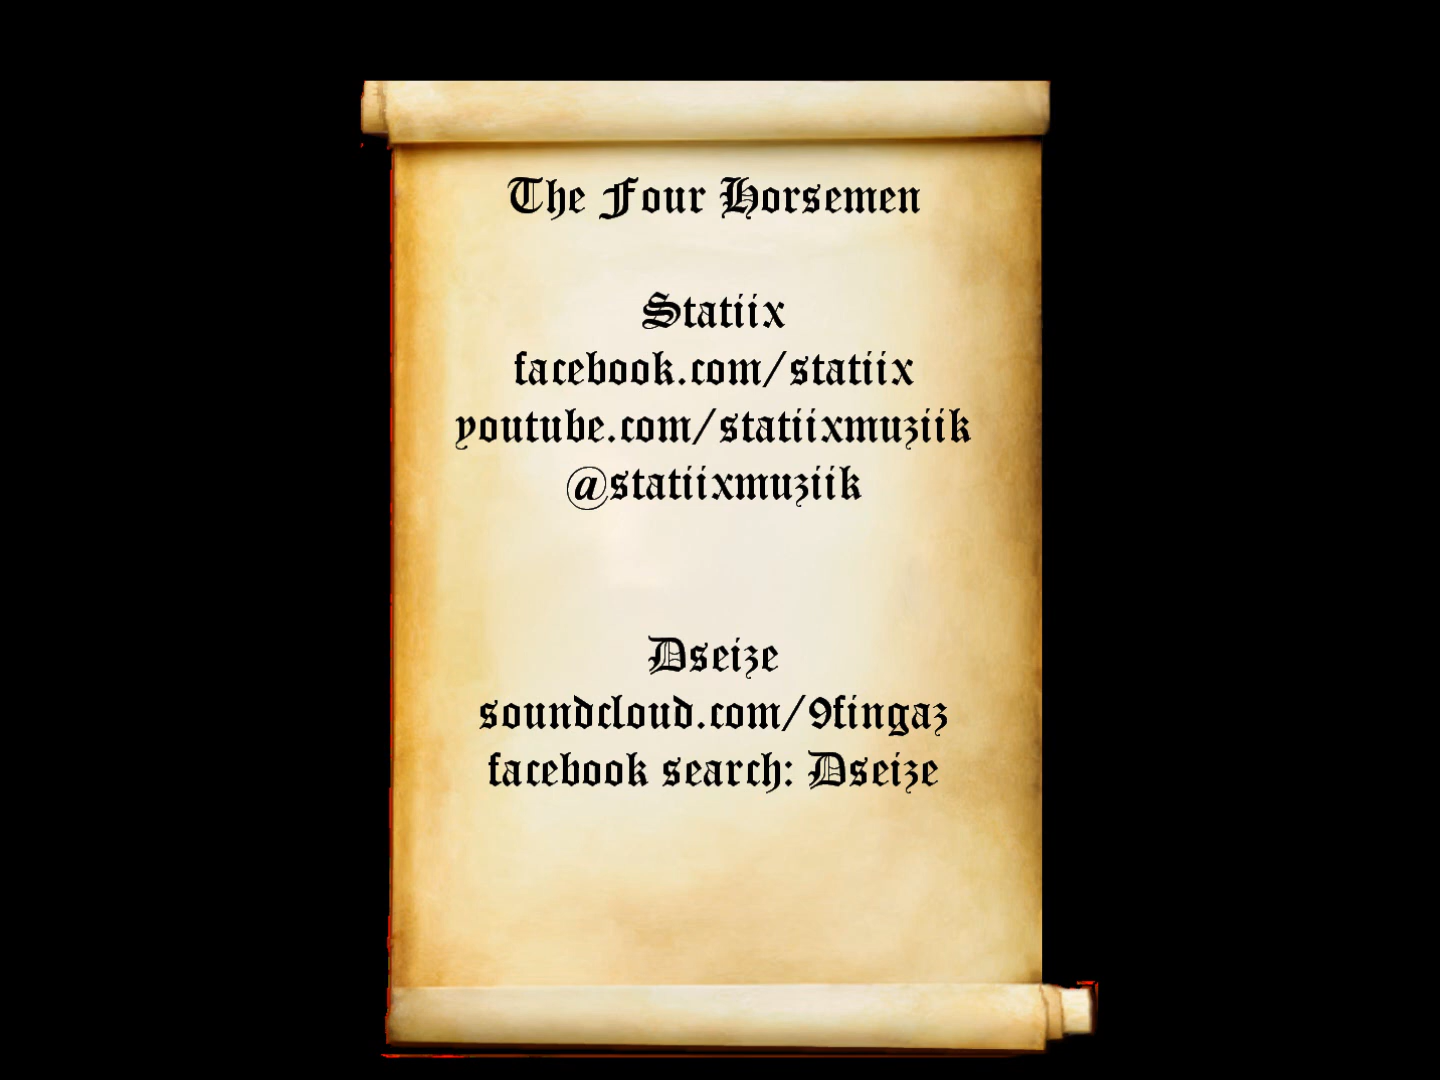 The Four Horsemen
Statiix
facebook.com/statiix
youtube.com/statiixmuziik
@statiixmuziik
Dseize
soundcloud.com/9fingaz
facebook search: Dseize